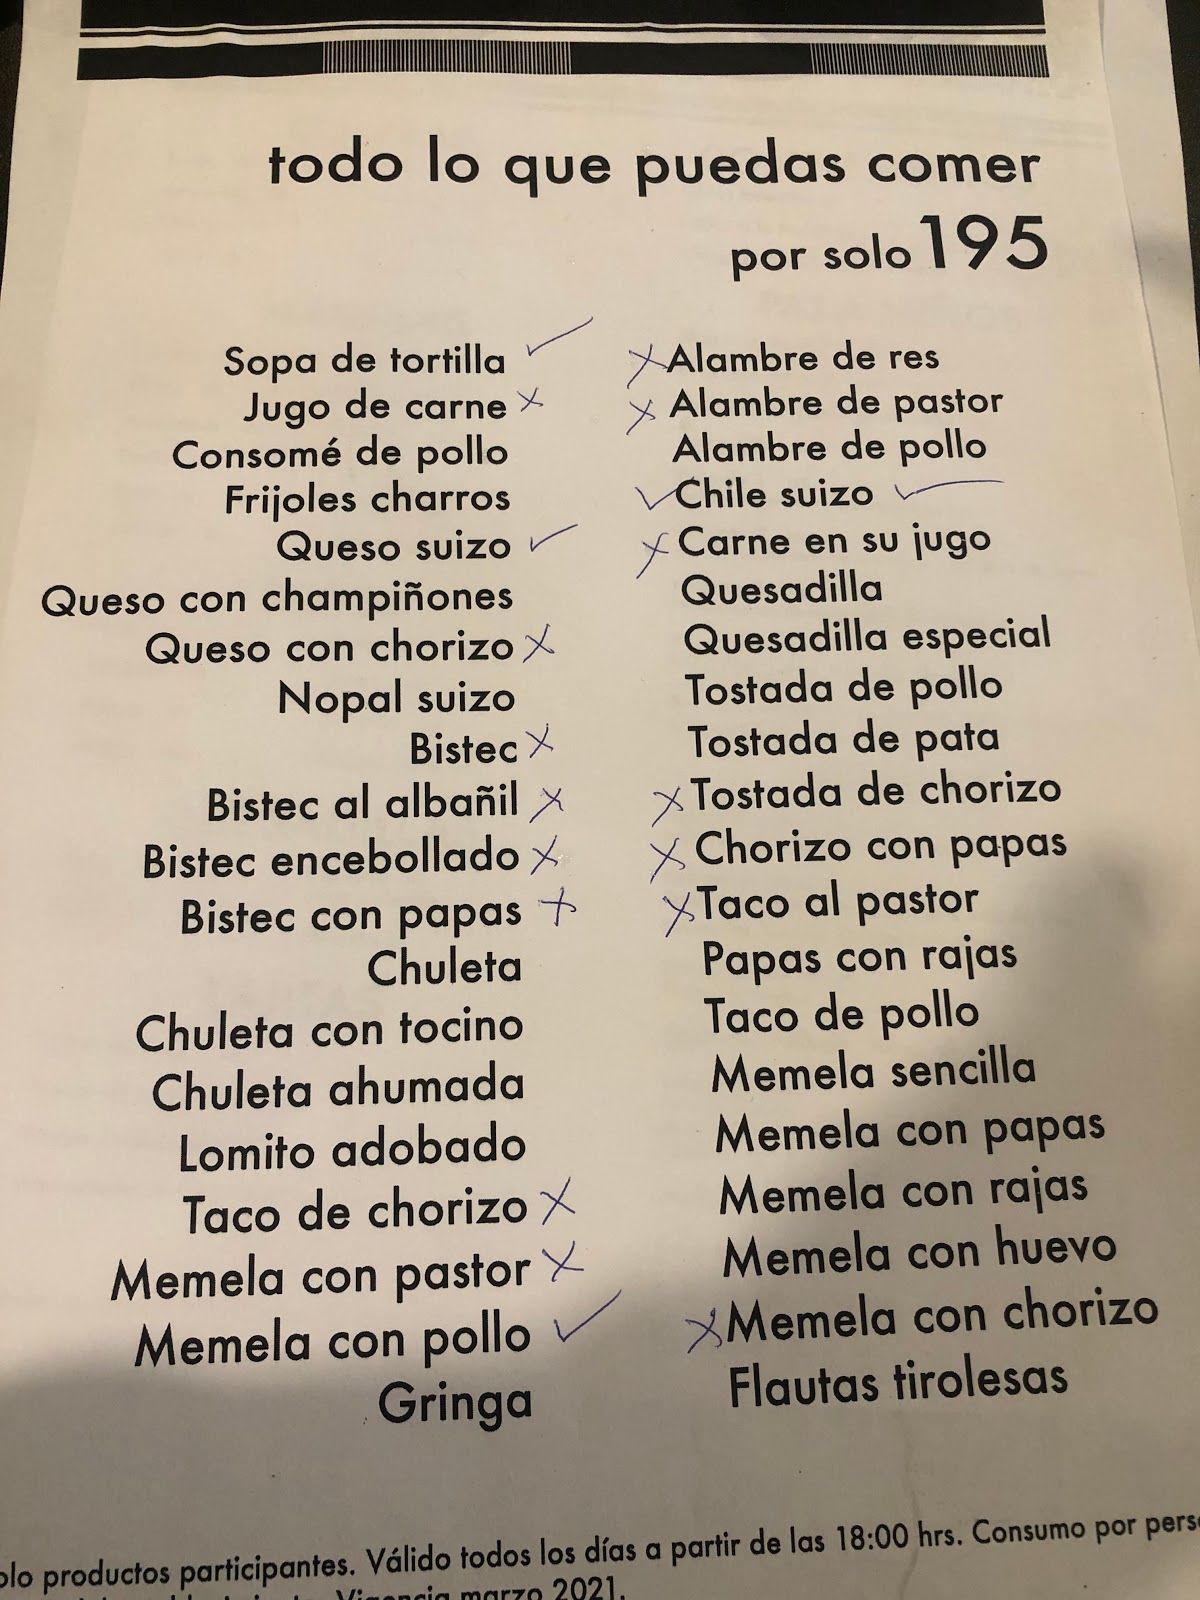 todo lo que puedas comer
por solo 195
Sopa de tortilla
Jugo de carne
Consomé de pollo
Frijoles charros
Queso suizo
Queso con champiñones
Queso con chorizo
Nopal suizo
Bistec
Bistec al albañil
Bistec encebollado
Bistec con papas
Chuleta
Chuleta con tocino
Chuleta ahumada
Lomito adobado
Taco de chorizo
Memela con pastor
Memela con pollo
Gringa
Alambre de res
Alambre de pastor
Alambre de pollo
Chile suizo
Carne en su jugo
Quesadilla
Quesadilla especial
Tostada de pollo
Tostada de pata
Tostada de chorizo
Chorizo con papas
Taco al pastor
Papas con rajas
Taco de pollo
Memela sencilla
Memela con papas
Memela con rajas
Memela con huevo
Memela con chorizo
Flautas tirolesas
productos participantes. Válido todos los días a partir de las 18:00 hrs. Consumo por
Vigencia marzo 2021.